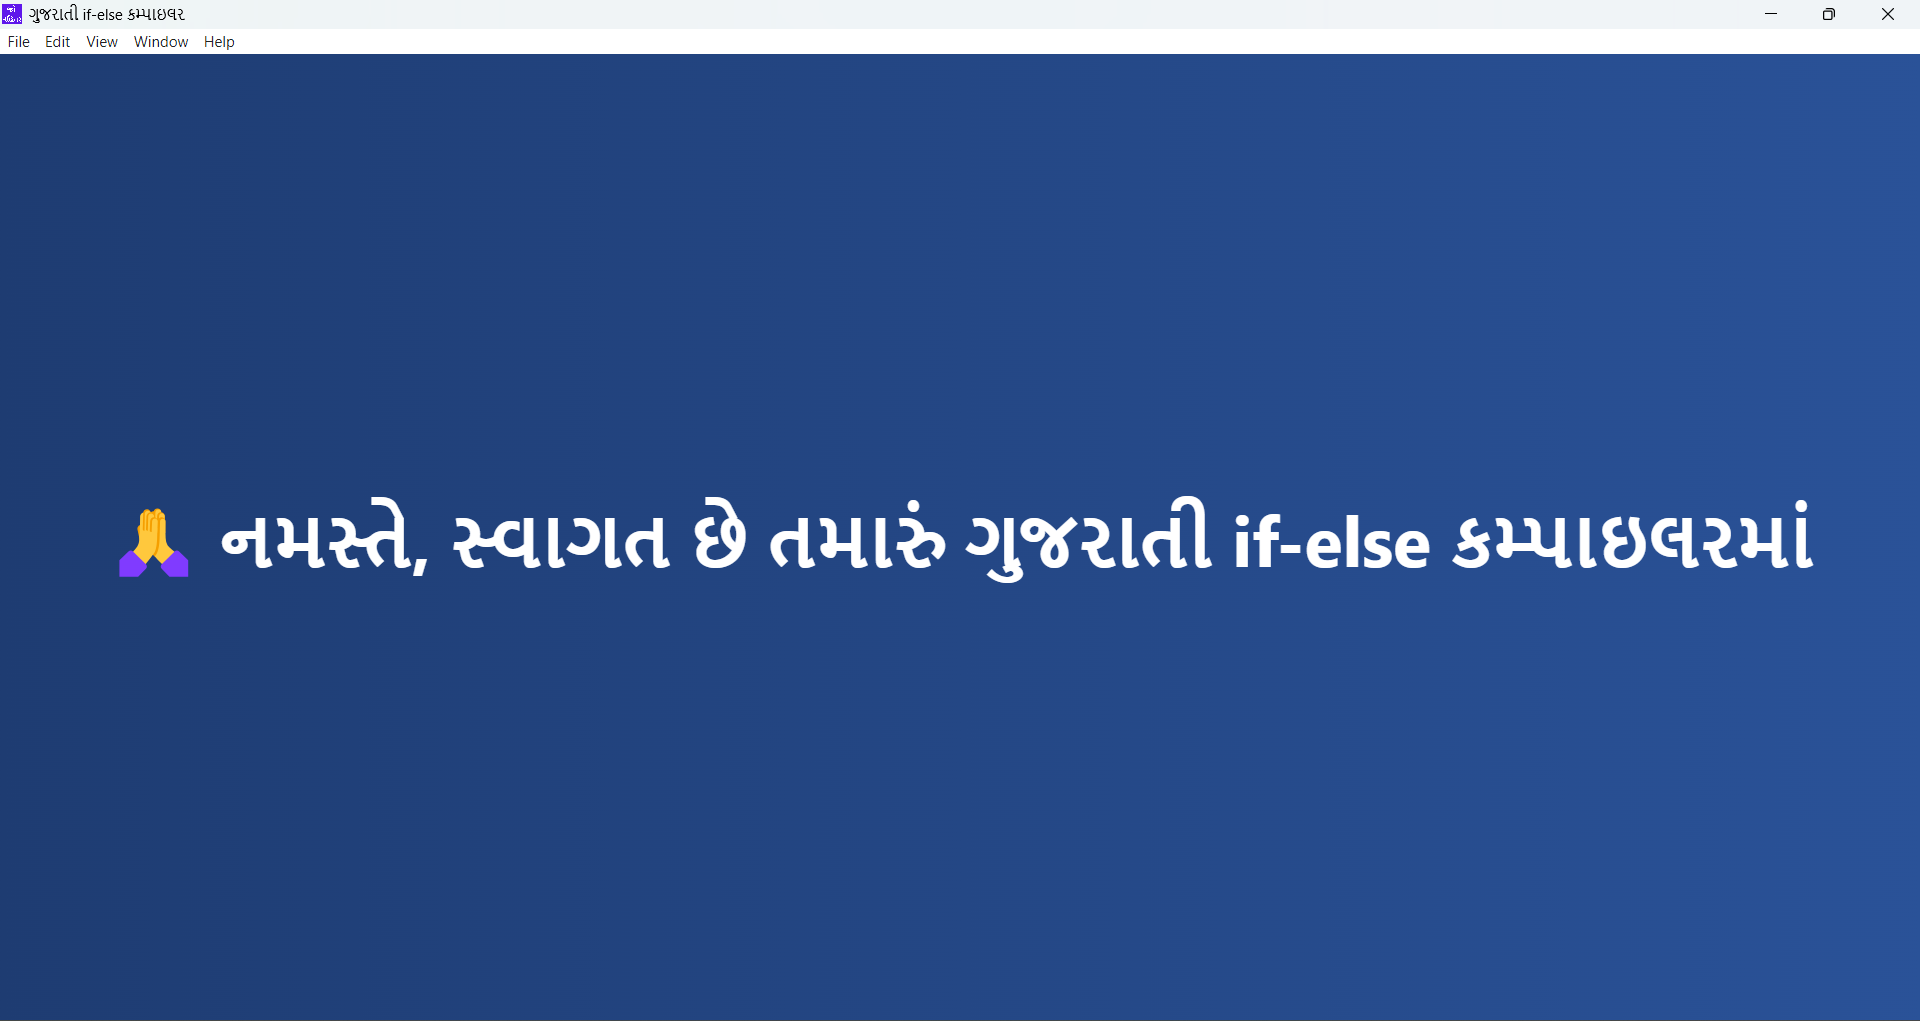 ગુજરાતી if-else કમ્પાઇલર
File Edit View Window Help
🙏 નમસ્તે, સ્વાગત છે તમારું ગુજરાતી if-else કમ્પાઇલરમાં